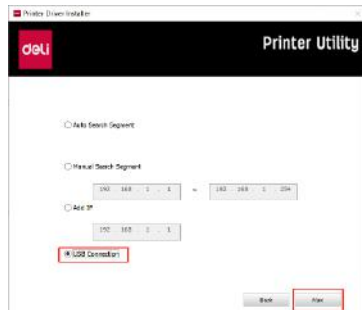 Printer Driver Installer
deli
Printer Utility
Auto Search Segment
Manual Search Segment
192 . 168 . 1 . 1 ~ 192 . 168 . 1 . 254
Add IP
192 . 168 . 1 . 1
USB Connection
Back